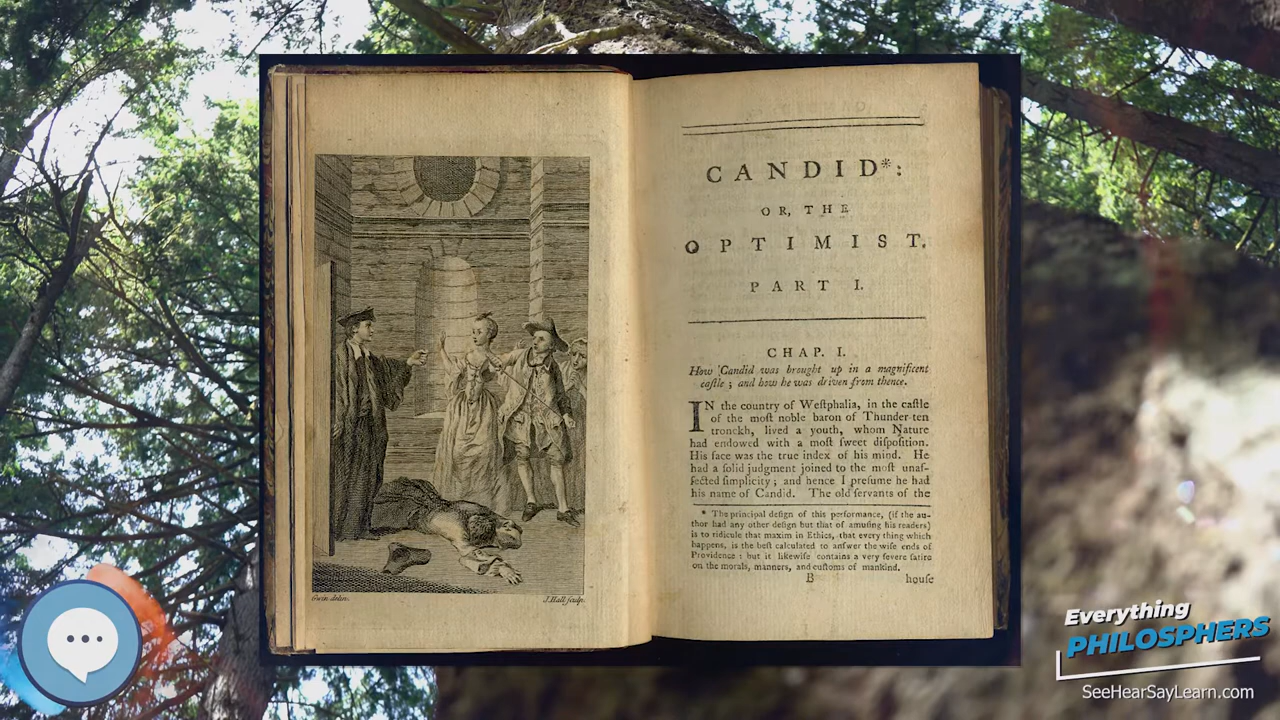 CANDID*:
OR, THE
OPTIMIST.
PART I.
CHAP. I.
How Candid was brought up in a magnificent
caſtle ; and how he was driven from thence.
IN the country of Weſtphalia, in the caſtle
of the moſt noble baron of Thunder-ten
tronckh, lived a youth, whom Nature
had endowed with a moſt ſweet diſpoſition.
His face was the true index of his mind. He
had a ſolid judgment joined to the moſt unaf-
fected ſimplicity ; and hence I preſume he had
his name of Candid. The old ſervants of the
* The principal deſign of this performance, (if the au-
thor had any other deſign but that of amuſing his readers)
is to ridicule that maxim in Ethics, that every thing which
happens, is the beſt calculated to anſwer the wiſe ends of
Providence : but it likewiſe contains a very ſevere ſatire
on the morals, manners, and cuſtoms of mankind.
B houſe
delin.
J. Hall ſculp.
Everything
PHILOSPHERS
SeeHearSayLearn.com